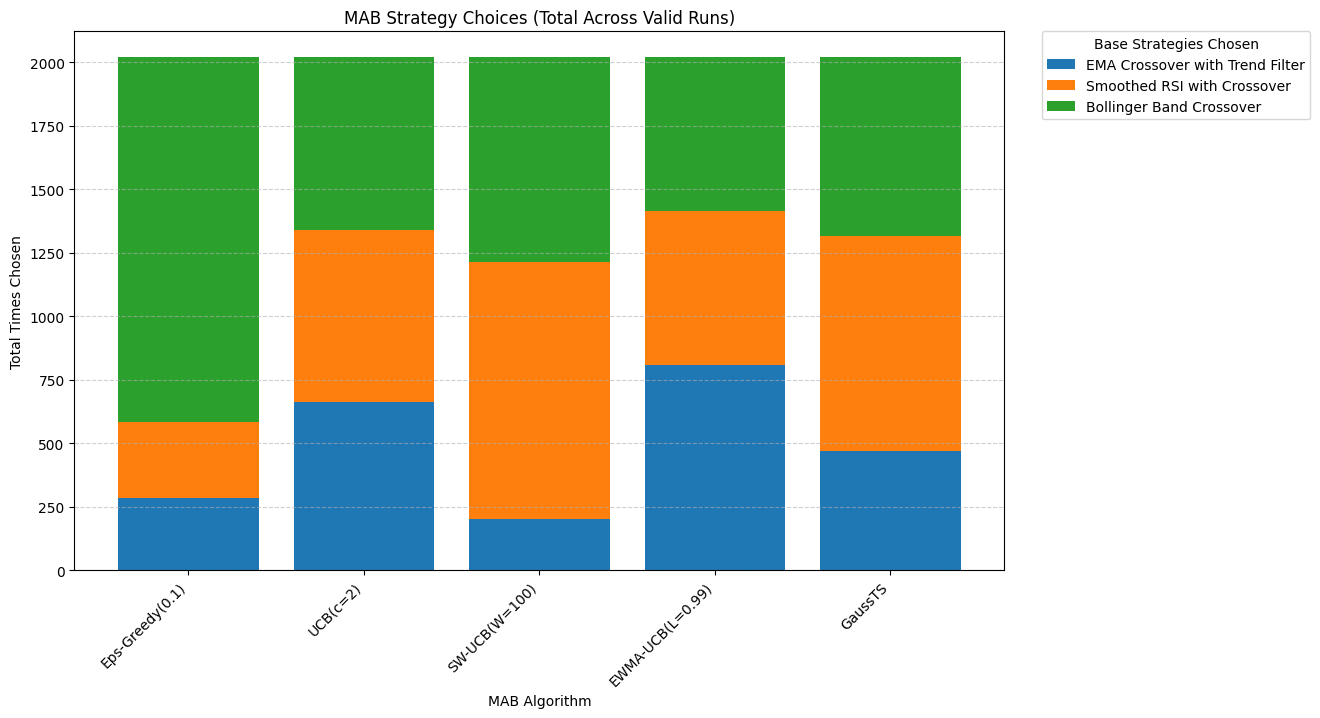 MAB Strategy Choices (Total Across Valid Runs)
Base Strategies Chosen
EMA Crossover with Trend Filter
Smoothed RSI with Crossover
Bollinger Band Crossover
Total Times Chosen
2000
1750
1500
1250
1000
750
500
250
0
Eps-Greedy(0.1)
UCB(c=2)
SW-UCB(W=100)
EWMA-UCB(L=0.99)
GaussTS
MAB Algorithm